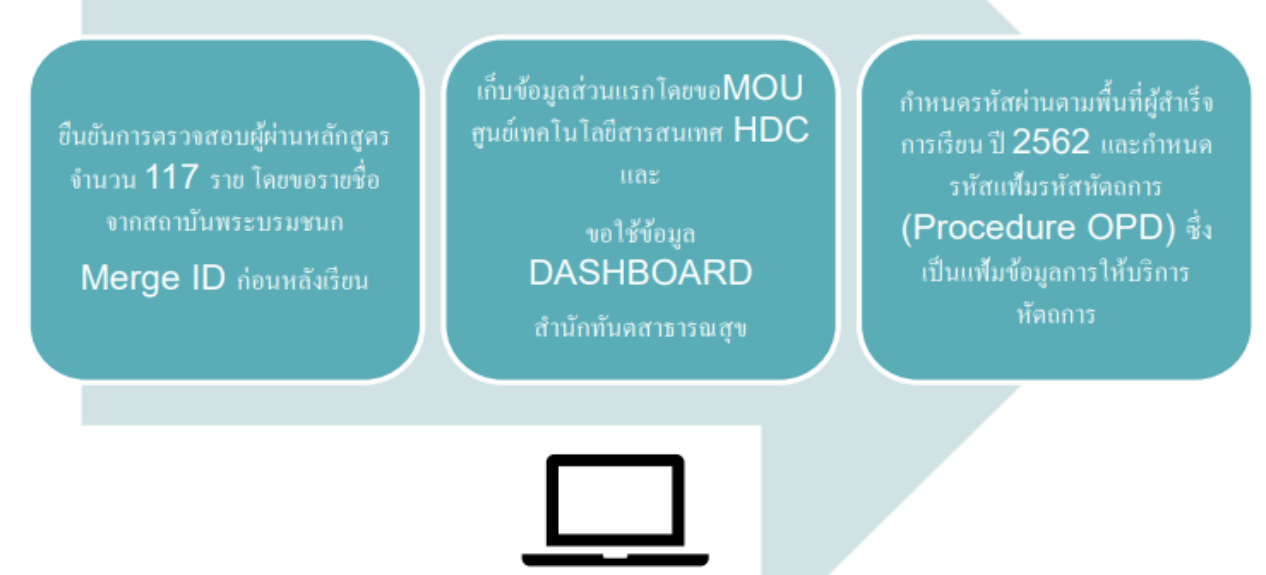 ยืนยันการตรวจสอบผู้ผ่านหลักสูตร
จำนวน 117 ราย โดยขอรายชื่อ
จากสถาบันพระบรมชนก
Merge ID ก่อนหลังเรียน
เก็บข้อมูลส่วนแรกโดยขอMOU
ศูนย์เทคโนโลยีสารสนเทศ HDC
และ
ขอใช้ข้อมูล
DASHBOARD
สำนักทันตสาธารณสุข
กำหนดรหัสผ่านตามพื้นที่ผู้สำเร็จ
การเรียน ปี 2562 และกำหนด
รหัสแฟ้มรหัสหัตถการ
(Procedure OPD) ซึ่ง
เป็นแฟ้มข้อมูลการให้บริการ
หัตถการ